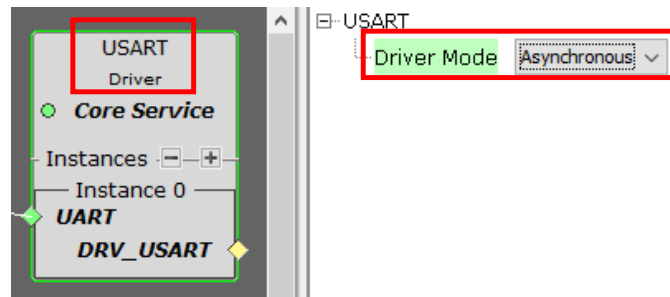 USART
Driver
Core Service
Instances
Instance 0
UART
DRV_USART
USART
Driver Mode Asynchronous